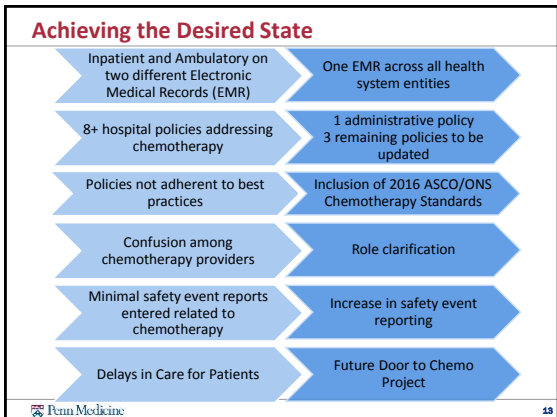 Achieving the Desired State
Inpatient and Ambulatory on
two different Electronic
Medical Records (EMR)
One EMR across all health
system entities
8+ hospital policies addressing
chemotherapy
1 administrative policy
3 remaining policies to be
updated
Policies not adherent to best
practices
Inclusion of 2016 ASCO/ONS
Chemotherapy Standards
Confusion among
chemotherapy providers
Role clarification
Minimal safety event reports
entered related to
chemotherapy
Increase in safety event
reporting
Delays in Care for Patients
Future Door to Chemo
Project
Penn Medicine
13